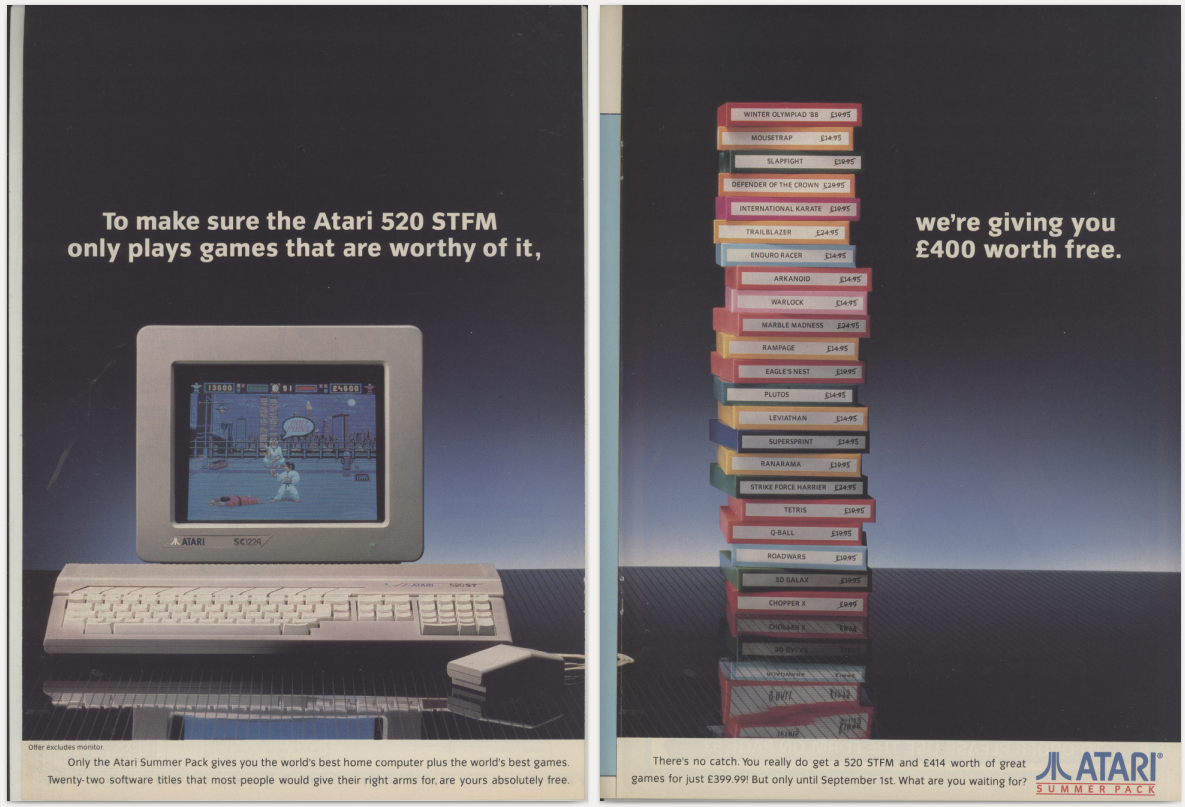 To make sure the Atari 520 STFM
only plays games that are worthy of it,
13600
51
24600
ATARI
SC1224
ATARI
520ST
Offer excludes monitor.
Only the Atari Summer Pack gives you the world's best home computer plus the world's best games.
Twenty-two software titles that most people would give their right arms for, are yours absolutely free.
WINTER OLYMPIAD '88 £19.95
MOUSETRAP £14.95
SLAPFIGHT £19.95
DEFENDER OF THE CROWN £29.95
INTERNATIONAL KARATE £19.95
TRAILBLAZER £24.95
ENDURO RACER £14.95
ARKANOID £14.95
WARLOCK £14.95
MARBLE MADNESS £24.95
RAMPAGE £14.95
EAGLE'S NEST £19.95
PLUTOS £14.95
LEVIATHAN £14.95
SUPERSPRINT £14.95
RANARAMA £19.95
STRIKE FORCE HARRIER £24.95
TETRIS £19.95
Q-BALL £19.95
ROADWARS £19.95
3D GALAX £19.95
CHOPPER X £9.95
we're giving you
£400 worth free.
There's no catch. You really do get a 520 STFM and £414 worth of great
games for just £399.99! But only until September 1st. What are you waiting for?
ATARI®
SUMMER PACK